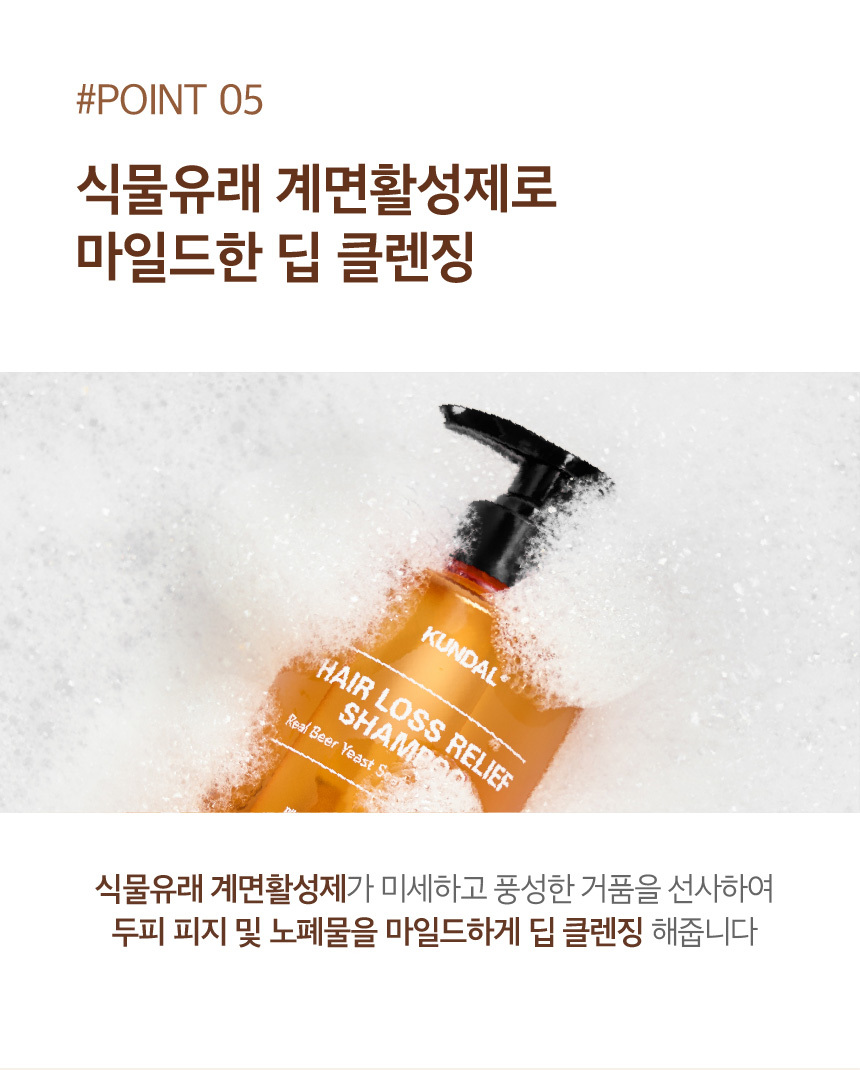 #POINT 05
식물유래 계면활성제로
마일드한 딥 클렌징
KUNDAL
HAIR LOSS RELIEF
SHAMPOO
Real Beer Yeast
식물유래 계면활성제가 미세하고 풍성한 거품을 선사하여
두피 피지 및 노폐물을 마일드하게 딥 클렌징 해줍니다